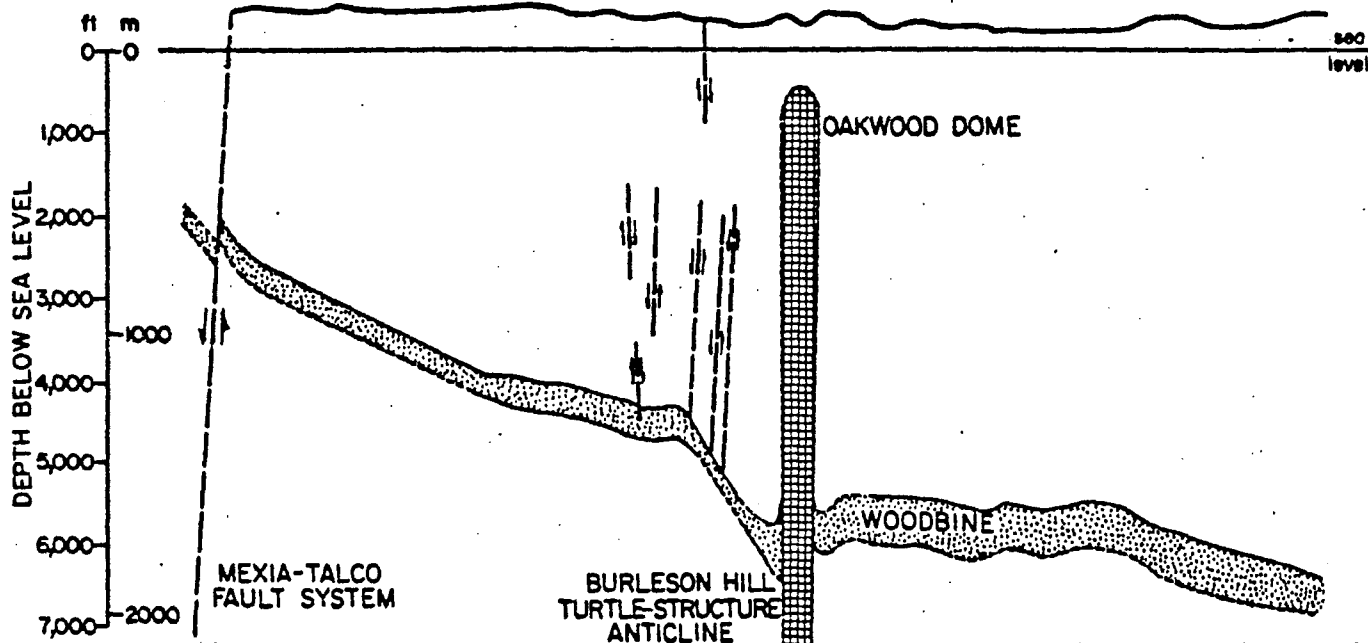 ft m
0 0
sea
level
1,000
OAKWOOD DOME
2,000
DEPTH BELOW SEA LEVEL
3,000
1000
4,000
5,000
WOODBINE
6,000
MEXIA-TALCO
FAULT SYSTEM
BURLESON HILL
TURTLE-STRUCTURE
ANTICLINE
2000
7,000